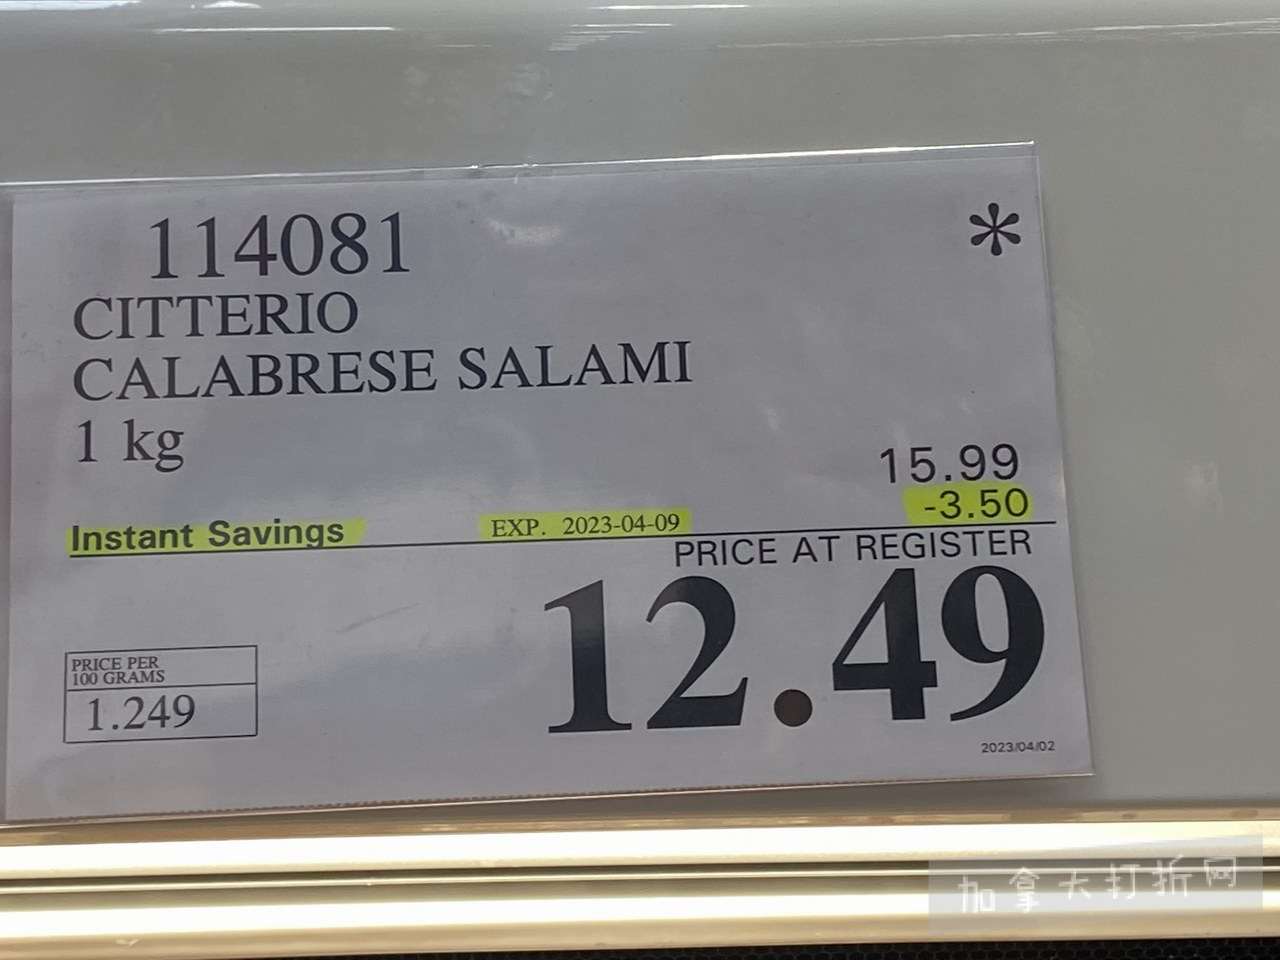 114081
*
CITTERIO
CALABRESE SALAMI
1 kg
15.99
-3.50
Instant Savings EXP. 2023-04-09
PRICE AT REGISTER
12.49
PRICE PER
100 GRAMS
1.249
2023/04/02
加拿大打折网